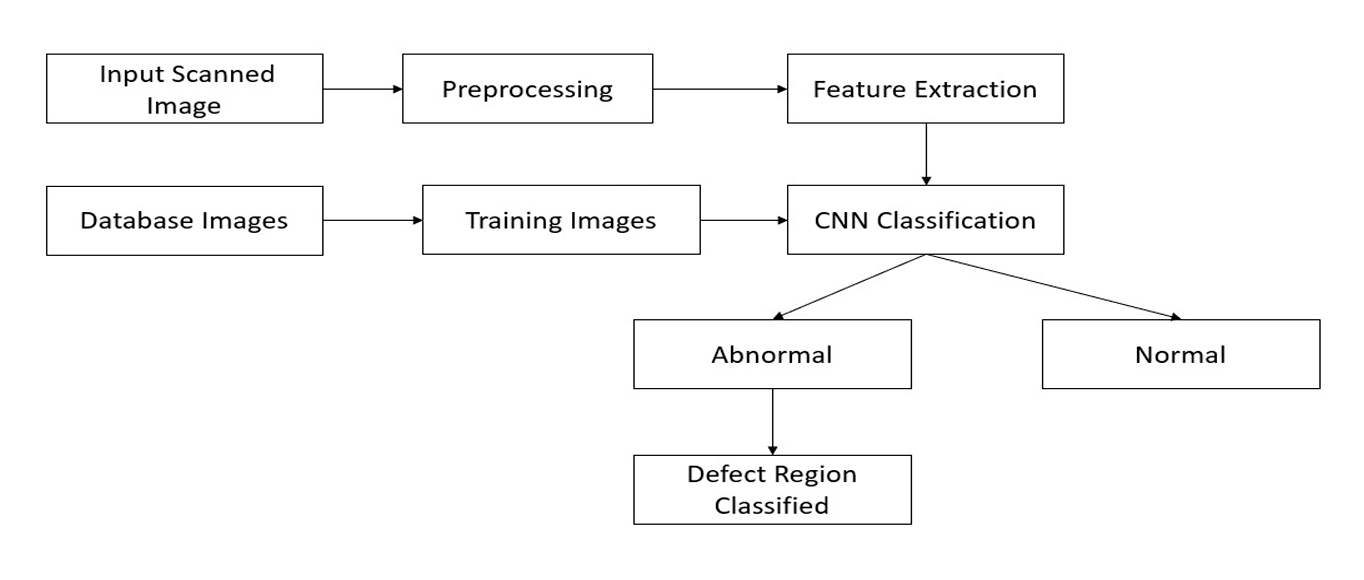 Input Scanned
Image
Preprocessing
Feature Extraction
Database Images
Training Images
CNN Classification
Abnormal
Normal
Defect Region
Classified